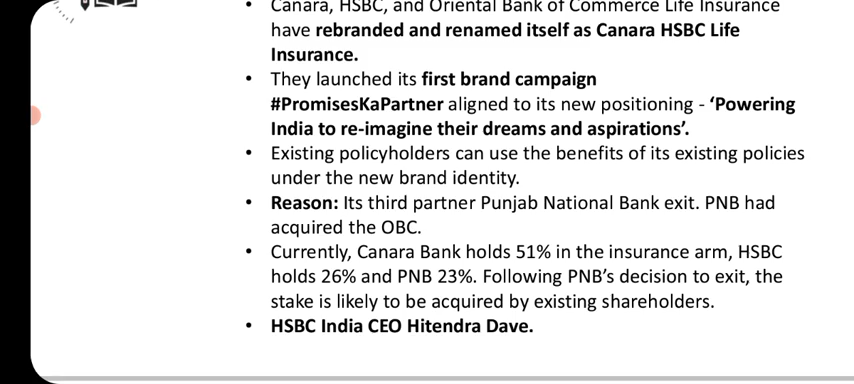 • Canara, HSBC, and Oriental Bank of Commerce Life Insurance
have rebranded and renamed itself as Canara HSBC Life
Insurance.
• They launched its first brand campaign
#PromisesKaPartner aligned to its new positioning - ‘Powering
India to re-imagine their dreams and aspirations’.
• Existing policyholders can use the benefits of its existing policies
under the new brand identity.
• Reason: Its third partner Punjab National Bank exit. PNB had
acquired the OBC.
• Currently, Canara Bank holds 51% in the insurance arm, HSBC
holds 26% and PNB 23%. Following PNB’s decision to exit, the
stake is likely to be acquired by existing shareholders.
• HSBC India CEO Hitendra Dave.